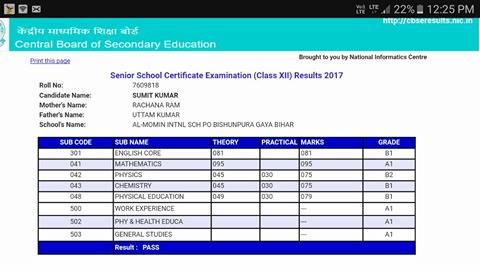 Voo LTE LTE 22% 12:25 PM
http://cbseresults.nic.in
केंद्रीय माध्यमिक शिक्षा बोर्ड
Central Board of Secondary Education
Brought to you by National Informatics Centre
Print this page
Senior School Certificate Examination (Class XII) Results 2017
Roll No: 7609818
Candidate Name: SUMIT KUMAR
Mother's Name: RACHANA RAM
Father's Name: UTTAM KUMAR
School's Name: AL-MOMIN INTNL SCH PO BISHUNPURA GAYA BIHAR
SUB CODE SUB NAME THEORY PRACTICAL MARKS GRADE
301 ENGLISH CORE 081 081 B1
041 MATHEMATICS 095 095 A1
042 PHYSICS 045 030 075 B2
043 CHEMISTRY 045 030 075 B1
048 PHYSICAL EDUCATION 049 030 079 B1
500 WORK EXPERIENCE --- --- A1
502 PHY & HEALTH EDUCA --- --- A1
503 GENERAL STUDIES --- --- A1
Result : PASS